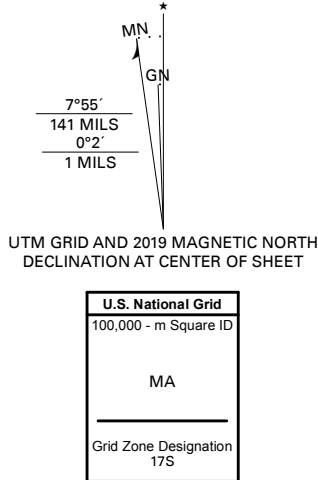 ★
MN
GN
7°55´
141 MILS
0°2´
1 MILS
UTM GRID AND 2019 MAGNETIC NORTH
DECLINATION AT CENTER OF SHEET
U.S. National Grid
100,000 - m Square ID
MA
Grid Zone Designation
17S